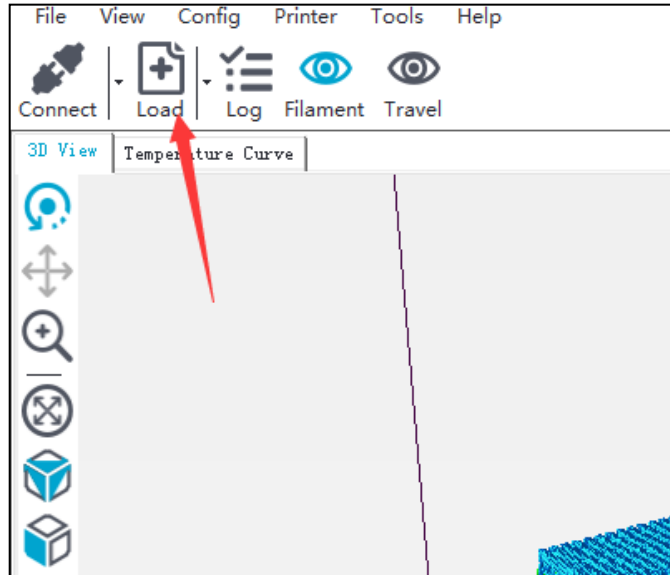 File View Config Printer Tools Help
Connect Load Log Filament Travel
3D View Temperature Curve